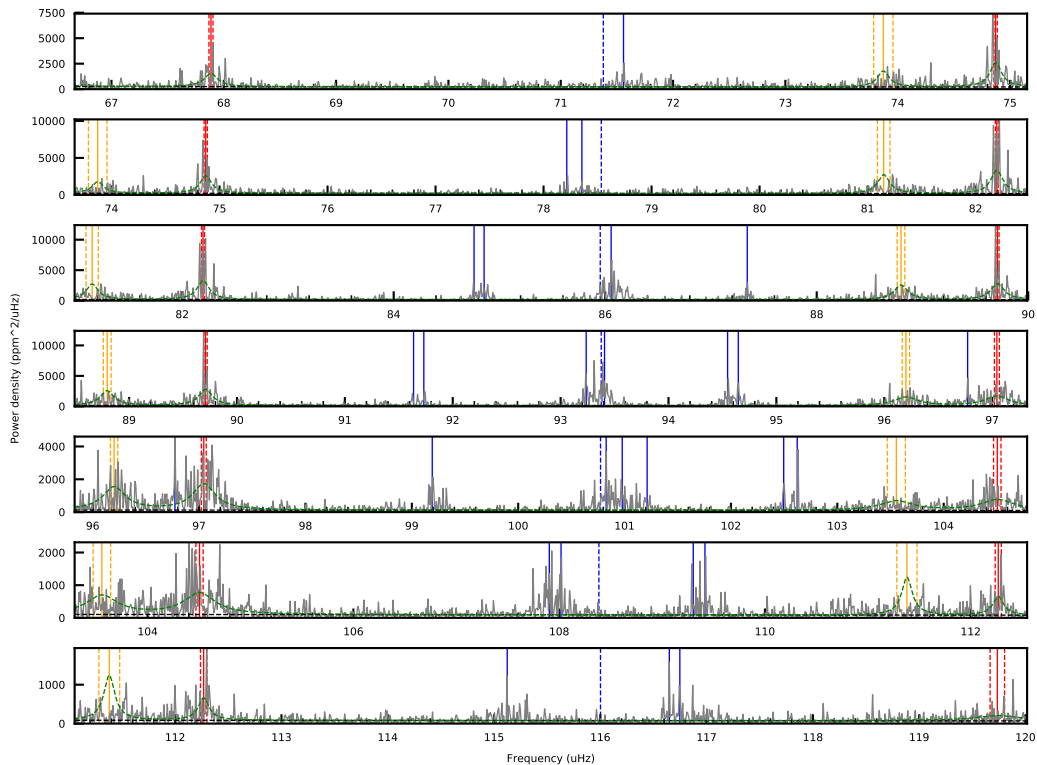 7500
5000
2500
0
67 68 69 70 71 72 73 74 75
10000
5000
0
74 75 76 77 78 79 80 81 82
10000
5000
0
82 84 86 88 90
10000
5000
0
89 90 91 92 93 94 95 96 97
Power density (ppm^2/uHz)
4000
2000
0
96 97 98 99 100 101 102 103 104
2000
1000
0
104 106 108 110 112
1000
0
112 113 114 115 116 117 118 119 120
Frequency (uHz)